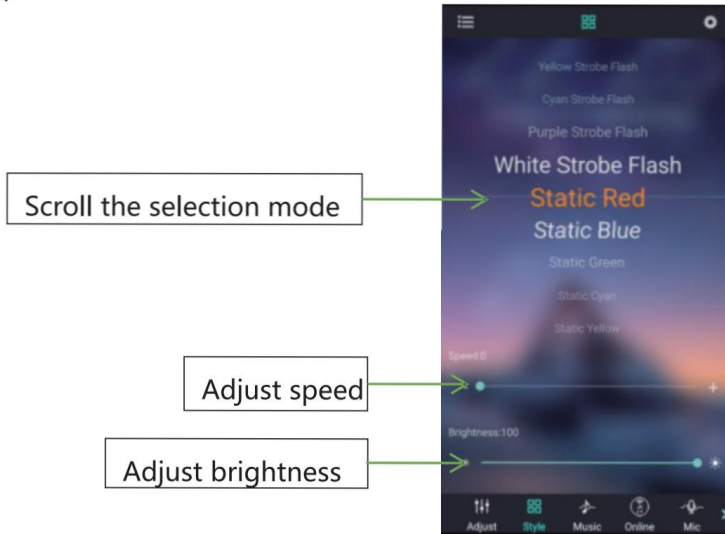 Yellow Strobe Flash
Cyan Strobe Flash
Purple Strobe Flash
White Strobe Flash
Scroll the selection mode
Static Red
Static Blue
Static Green
Static Cyan
Static Yellow
Speed:0
Adjust speed
Brightness:100
Adjust brightness
Adjust Style Music Online Mic